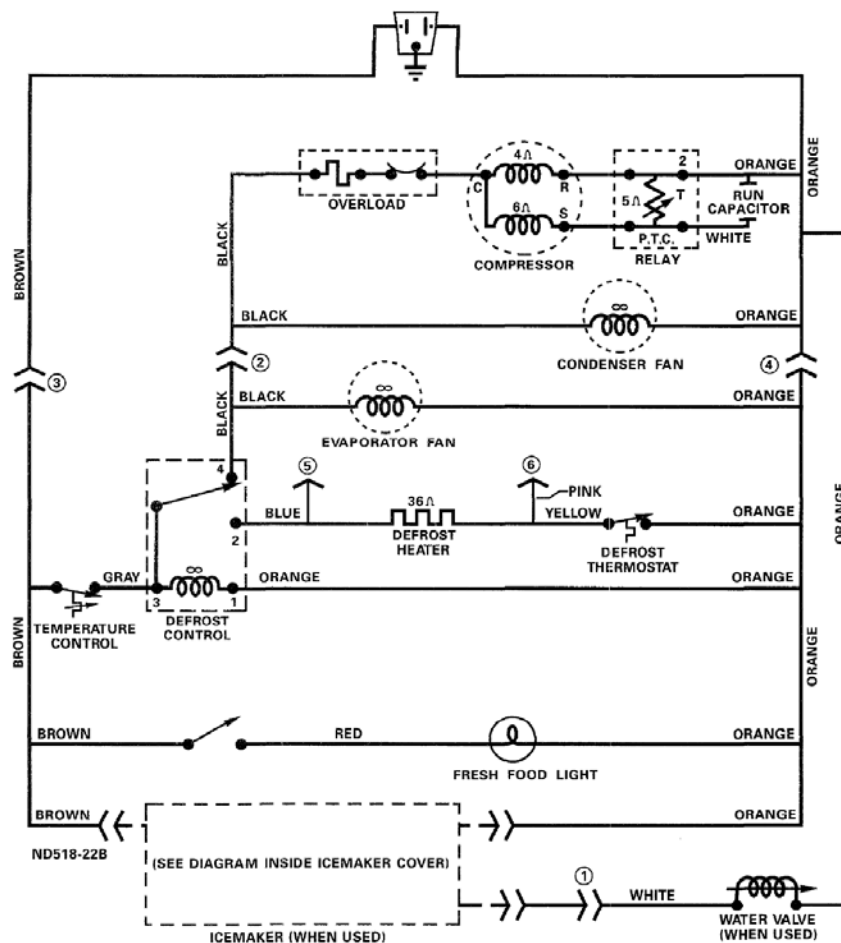 4Ω
2
ORANGE
ORANGE
C
R
5Ω
T
RUN
CAPACITOR
OVERLOAD
6Ω
S
P.T.C.
WHITE
COMPRESSOR
RELAY
BROWN
BLACK
BLACK
∞
ORANGE
CONDENSER FAN
③
②
④
BLACK
BLACK
∞
ORANGE
EVAPORATOR FAN
4
⑤
⑥
PINK
36Ω
BLUE
YELLOW
ORANGE
2
DEFROST
HEATER
DEFROST
THERMOSTAT
ORANGE
ORANGE
GRAY
∞
ORANGE
ORANGE
3
1
TEMPERATURE
CONTROL
DEFROST
CONTROL
BROWN
ORANGE
BROWN
RED
ORANGE
FRESH FOOD LIGHT
BROWN
ORANGE
ND518-22B
(SEE DIAGRAM INSIDE ICEMAKER COVER)
①
WHITE
WATER VALVE
(WHEN USED)
ICEMAKER (WHEN USED)